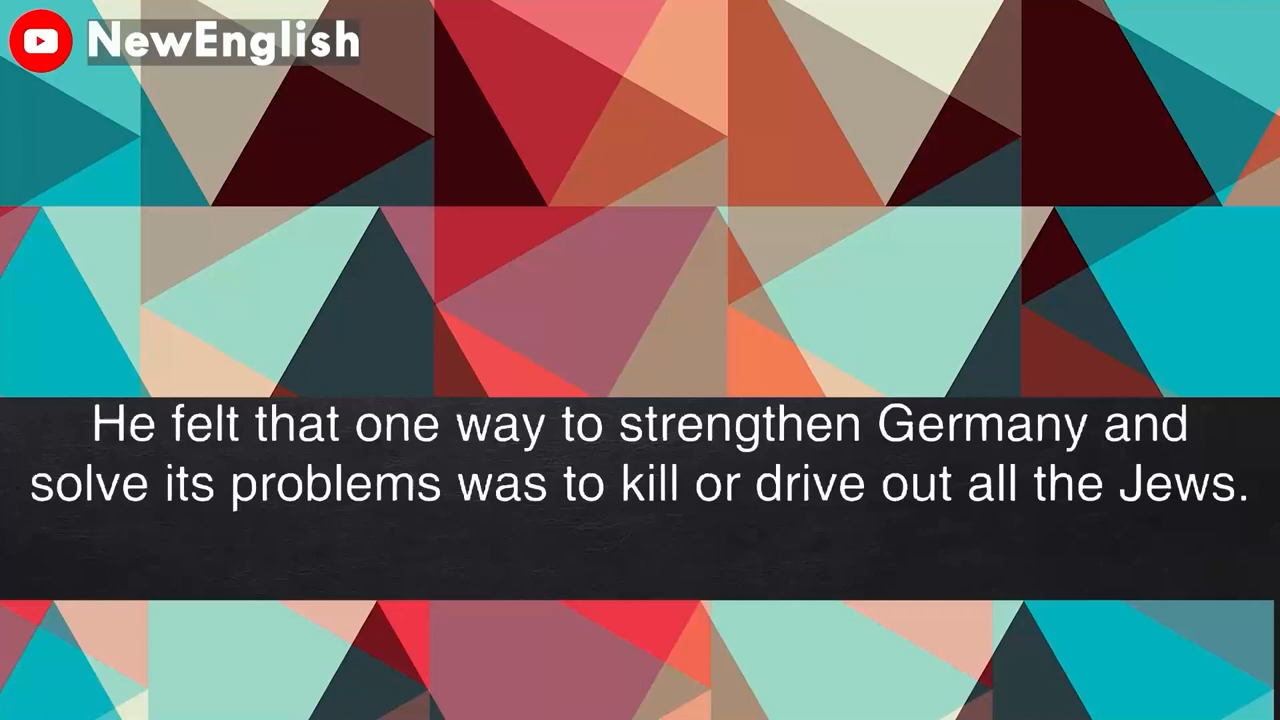 NewEnglish
He felt that one way to strengthen Germany and
solve its problems was to kill or drive out all the Jews.